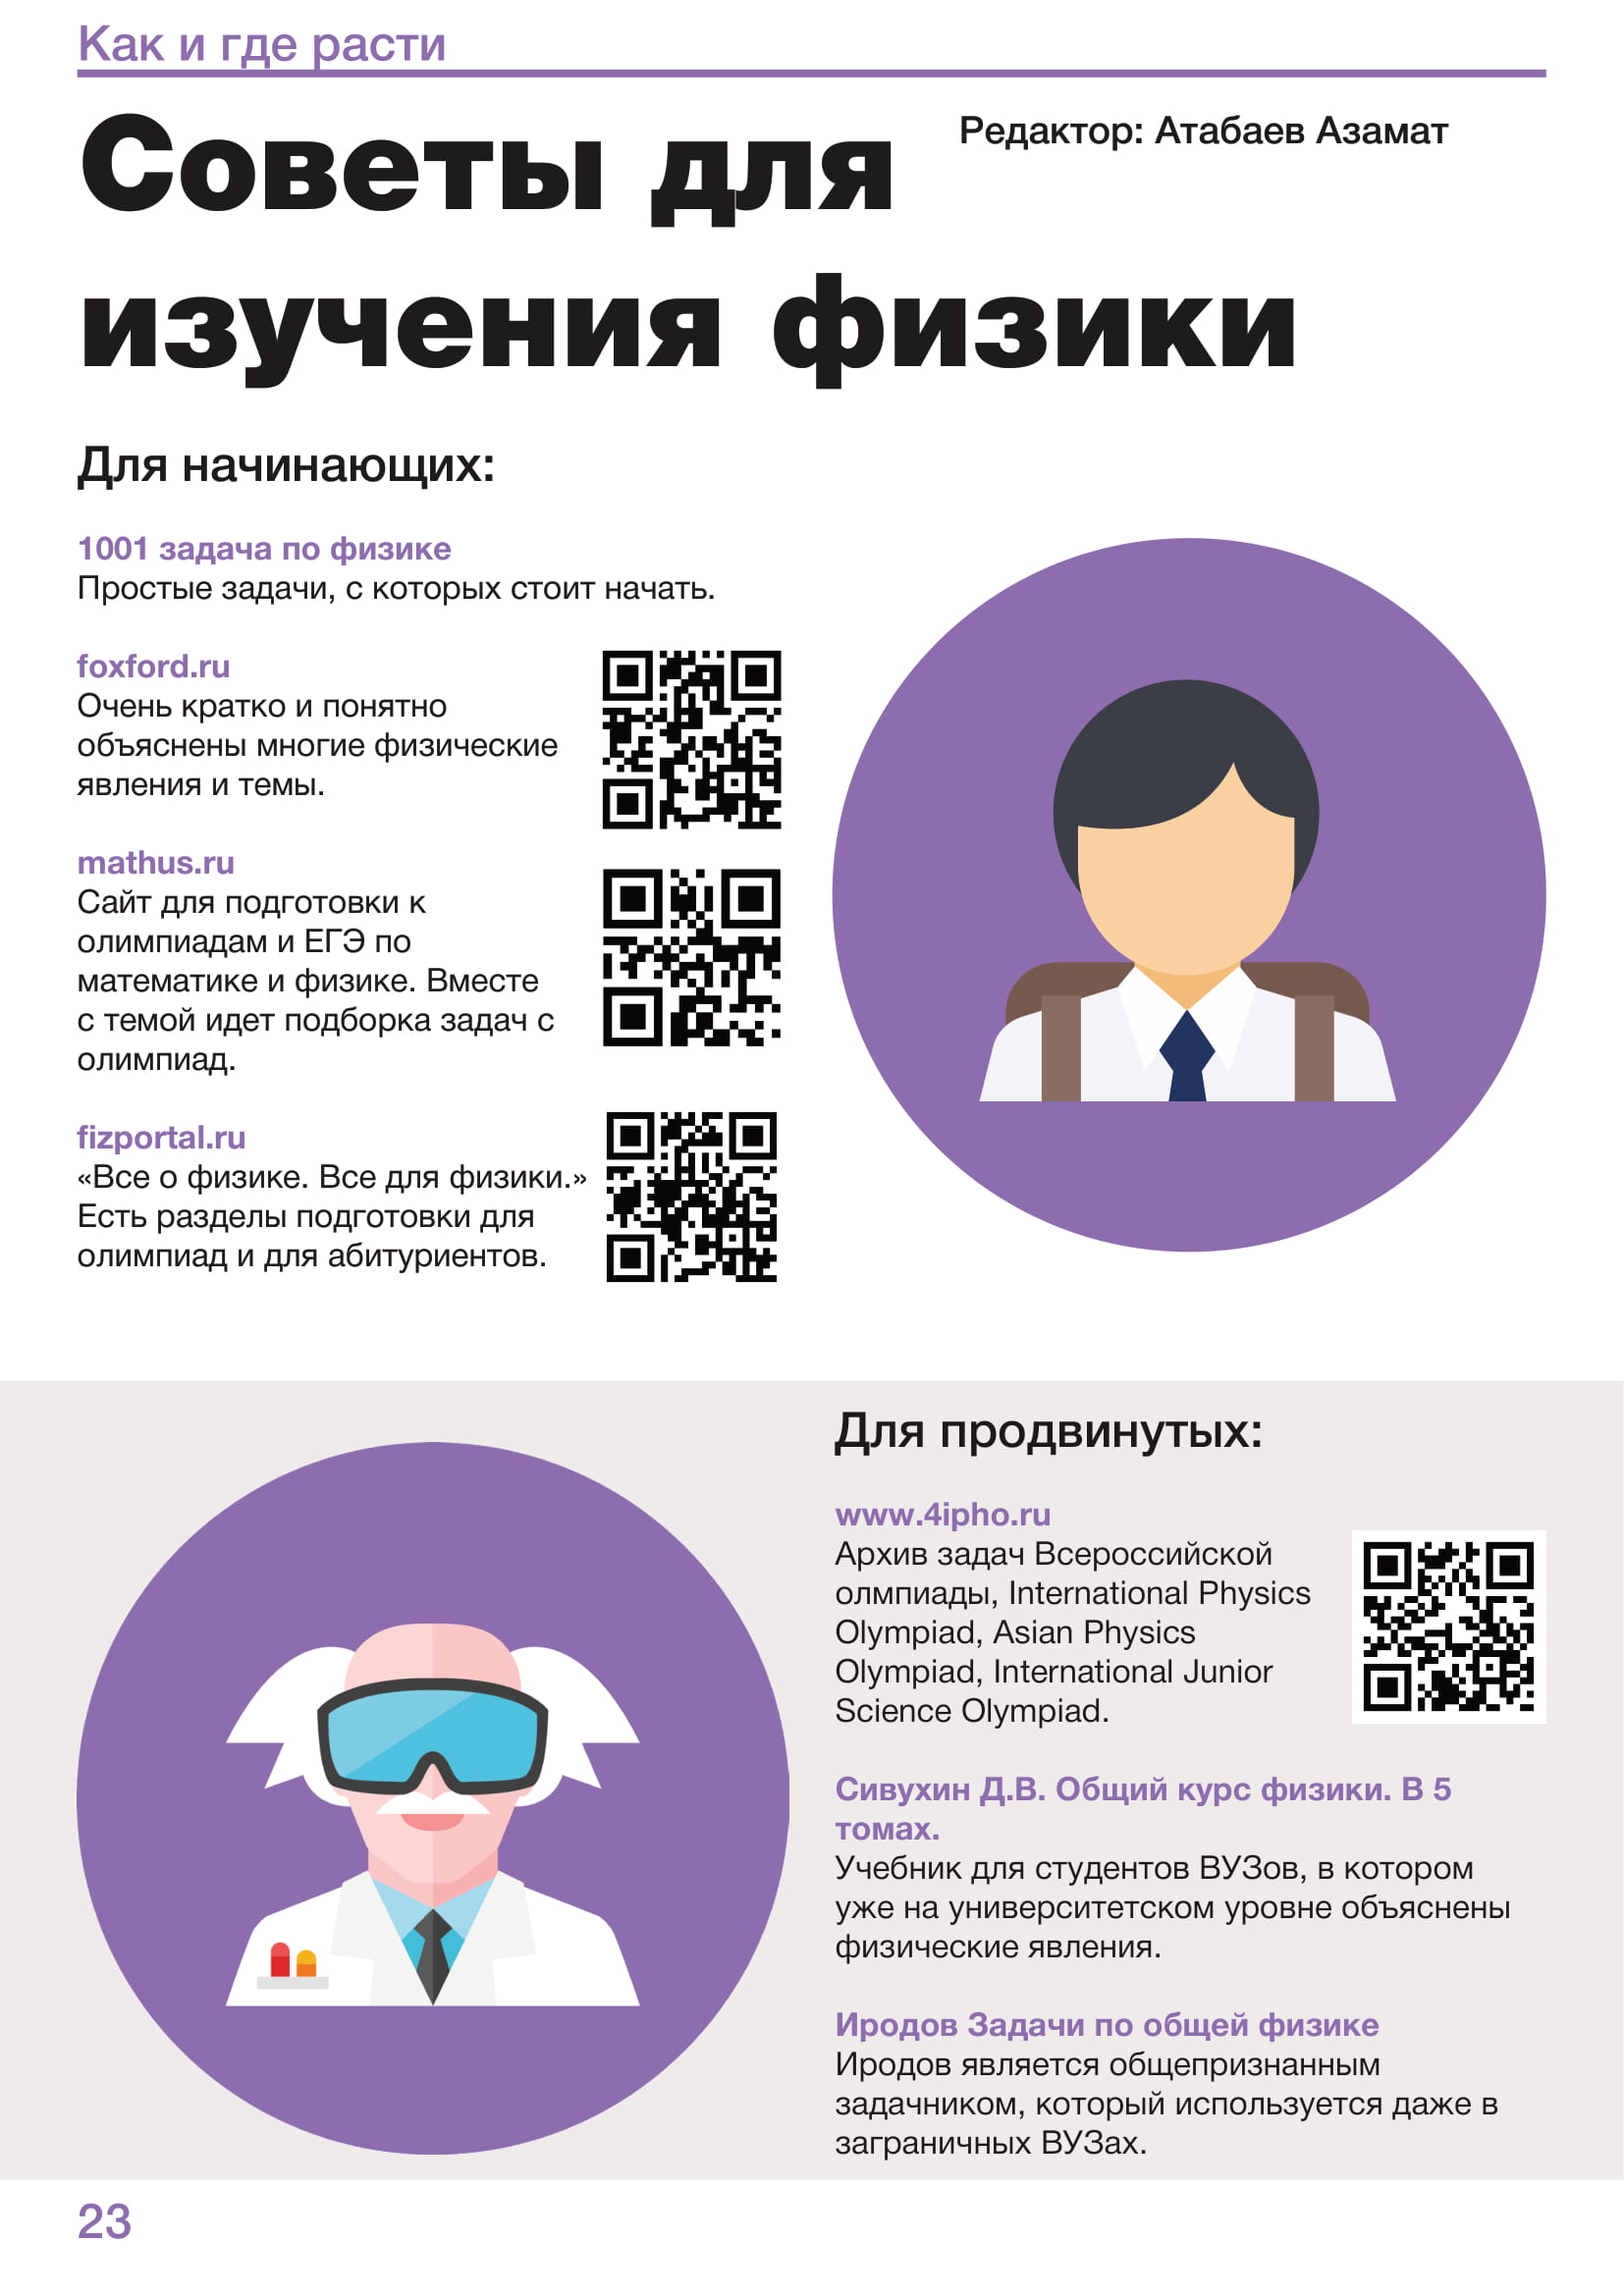 Как и где расти
Советы для
изучения физики
Редактор: Атабаев Азамат
Для начинающих:
1001 задача по физике
Простые задачи, с которых стоит начать.
foxford.ru
Очень кратко и понятно
объяснены многие физические
явления и темы.
mathus.ru
Сайт для подготовки к
олимпиадам и ЕГЭ по
математике и физике. Вместе
с темой идет подборка задач с
олимпиад.
fizportal.ru
«Все о физике. Все для физики.»
Есть разделы подготовки для
олимпиад и для абитуриентов.
Для продвинутых:
www.4ipho.ru
Архив задач Всероссийской
олмпиады, International Physics
Olympiad, Asian Physics
Olympiad, International Junior
Science Olympiad.
Сивухин Д.В. Общий курс физики. В 5
томах.
Учебник для студентов ВУЗов, в котором
уже на университетском уровне объяснены
физические явления.
Иродов Задачи по общей физике
Иродов является общепризнанным
задачником, который используется даже в
заграничных ВУЗах.
23